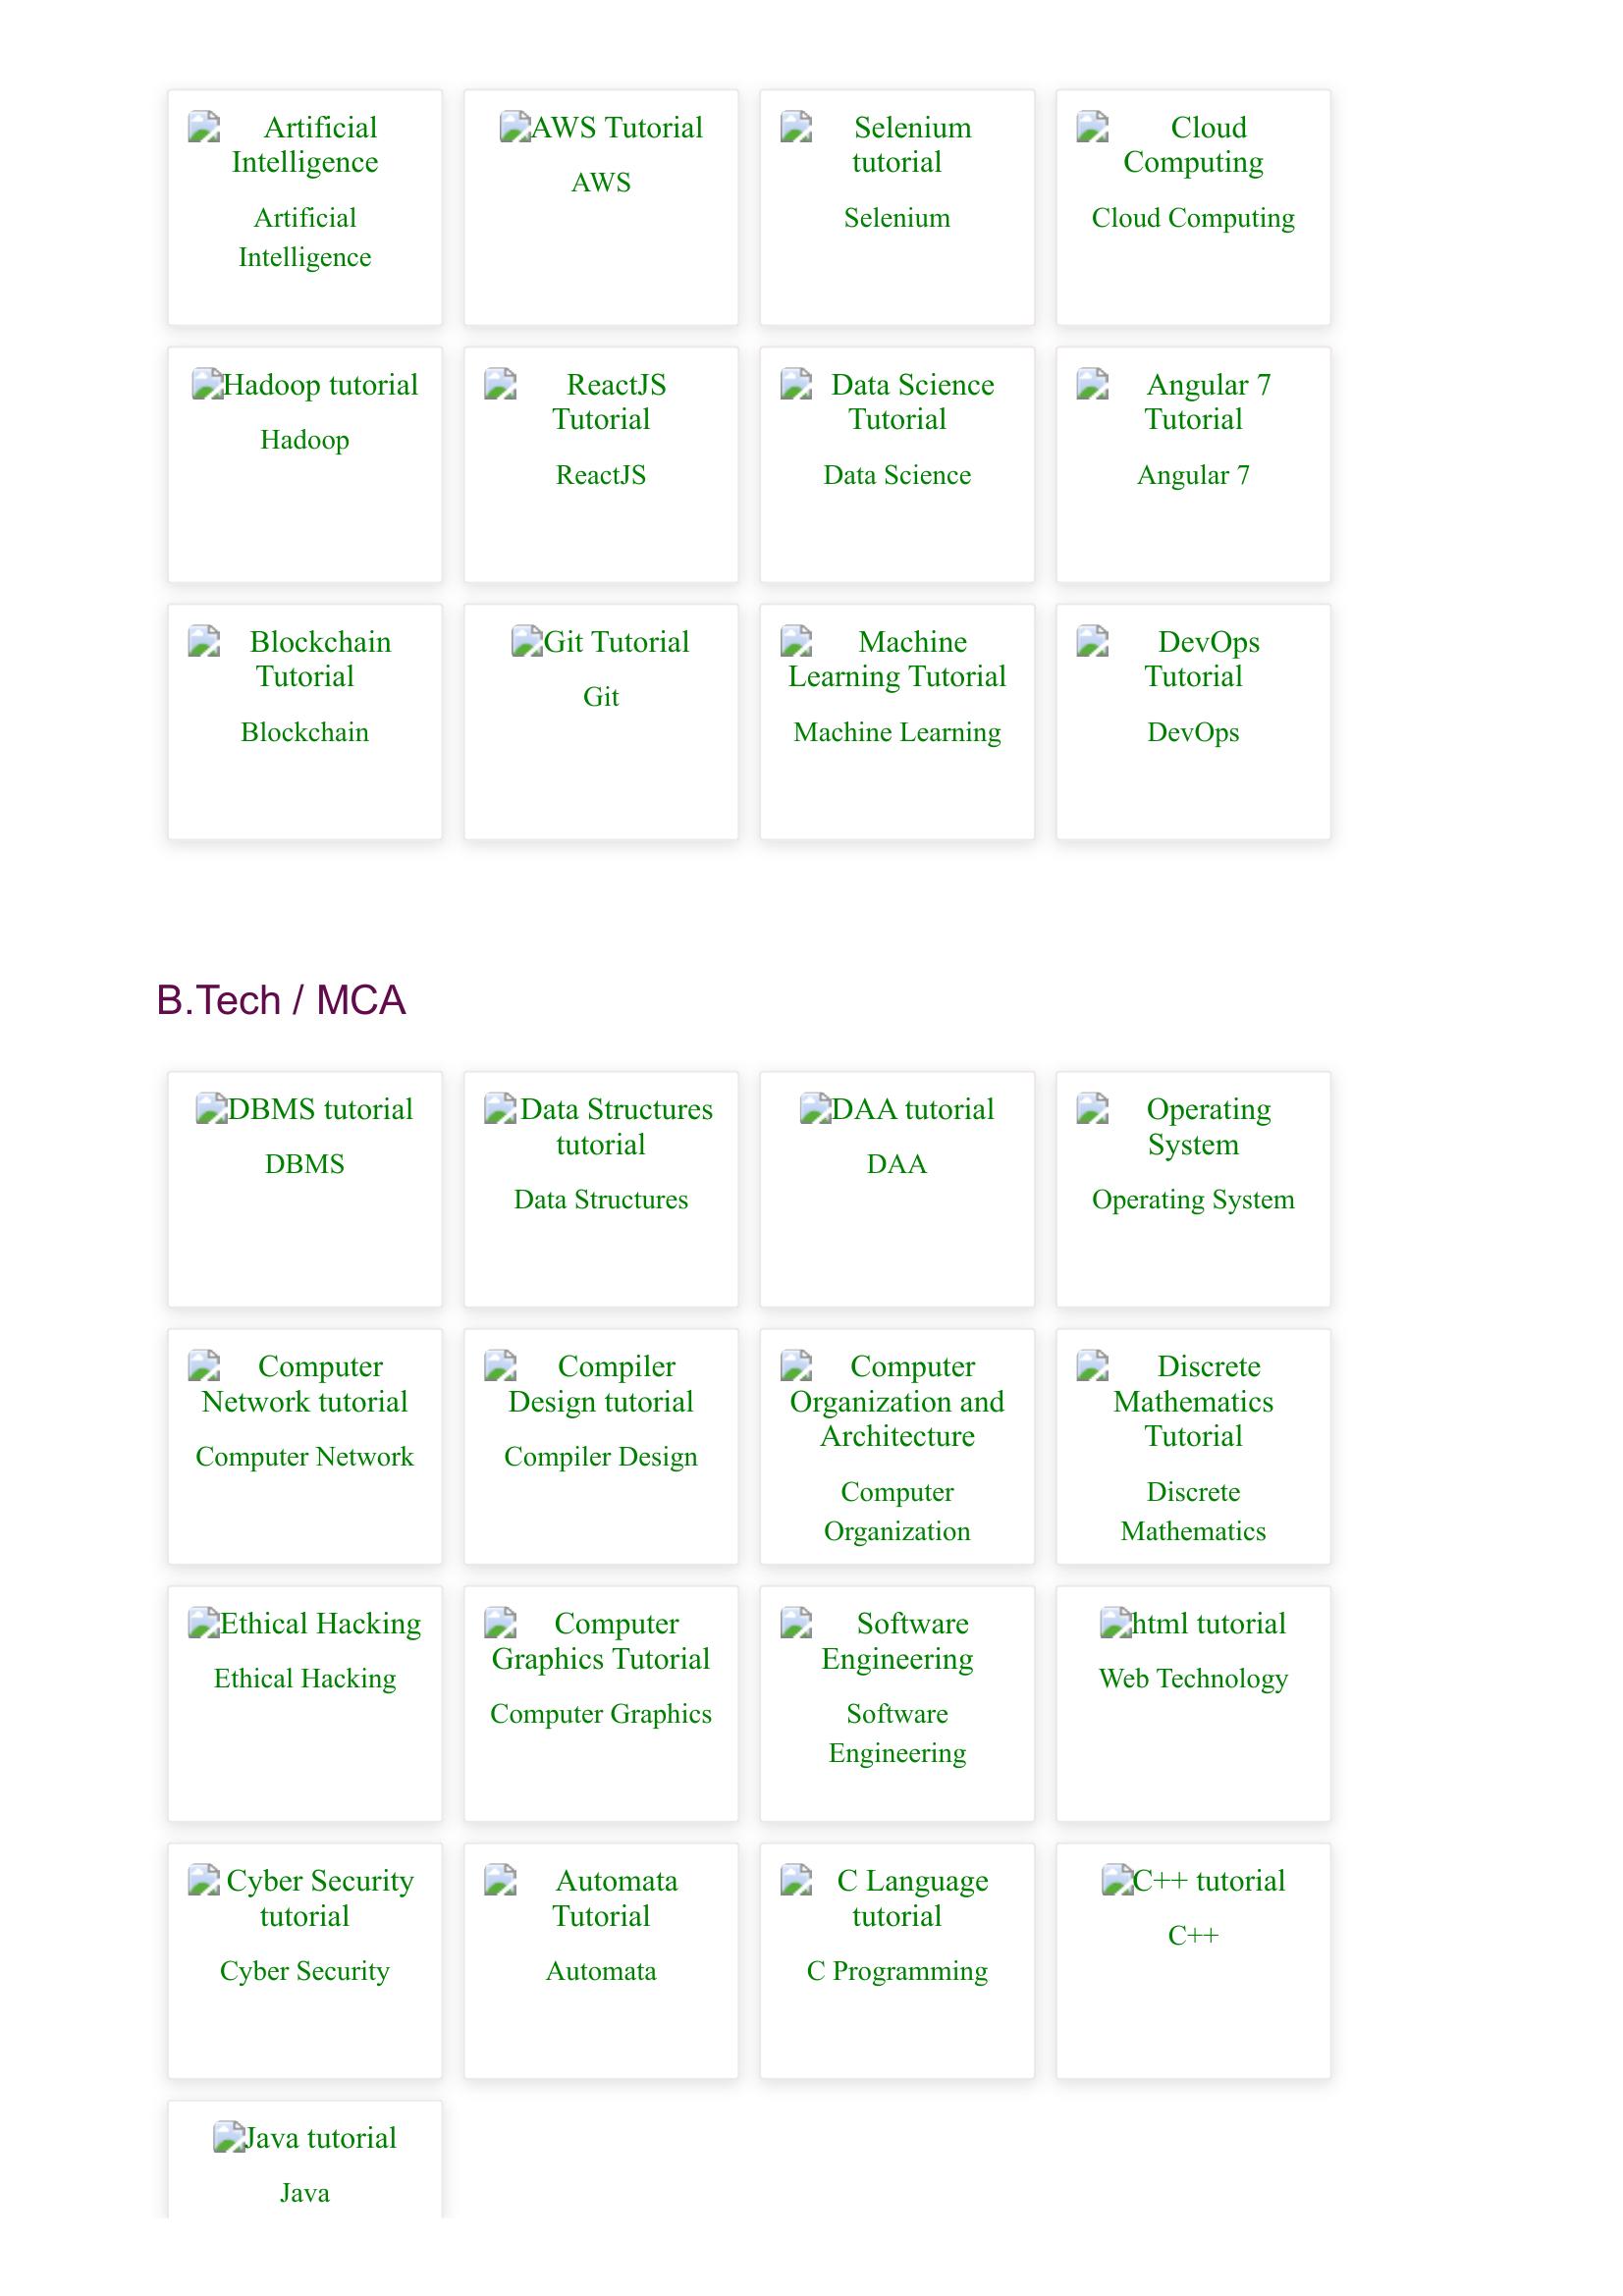 Artificial
Intelligence
Artificial
Intelligence
AWS Tutorial
AWS
Selenium
tutorial
Selenium
Cloud
Computing
Cloud Computing
Hadoop tutorial
Hadoop
ReactJS
Tutorial
ReactJS
Data Science
Tutorial
Data Science
Angular 7
Tutorial
Angular 7
Blockchain
Tutorial
Blockchain
Git Tutorial
Git
Machine
Learning Tutorial
Machine Learning
DevOps
Tutorial
DevOps
B.Tech / MCA
DBMS tutorial
DBMS
Data Structures
tutorial
Data Structures
DAA tutorial
DAA
Operating
System
Operating System
Computer
Network tutorial
Computer Network
Compiler
Design tutorial
Compiler Design
Computer
Organization and
Architecture
Computer
Organization
Discrete
Mathematics
Tutorial
Discrete
Mathematics
Ethical Hacking
Ethical Hacking
Computer
Graphics Tutorial
Computer Graphics
Software
Engineering
Software
Engineering
html tutorial
Web Technology
Cyber Security
tutorial
Cyber Security
Automata
Tutorial
Automata
C Language
tutorial
C Programming
C++ tutorial
C++
Java tutorial
Java